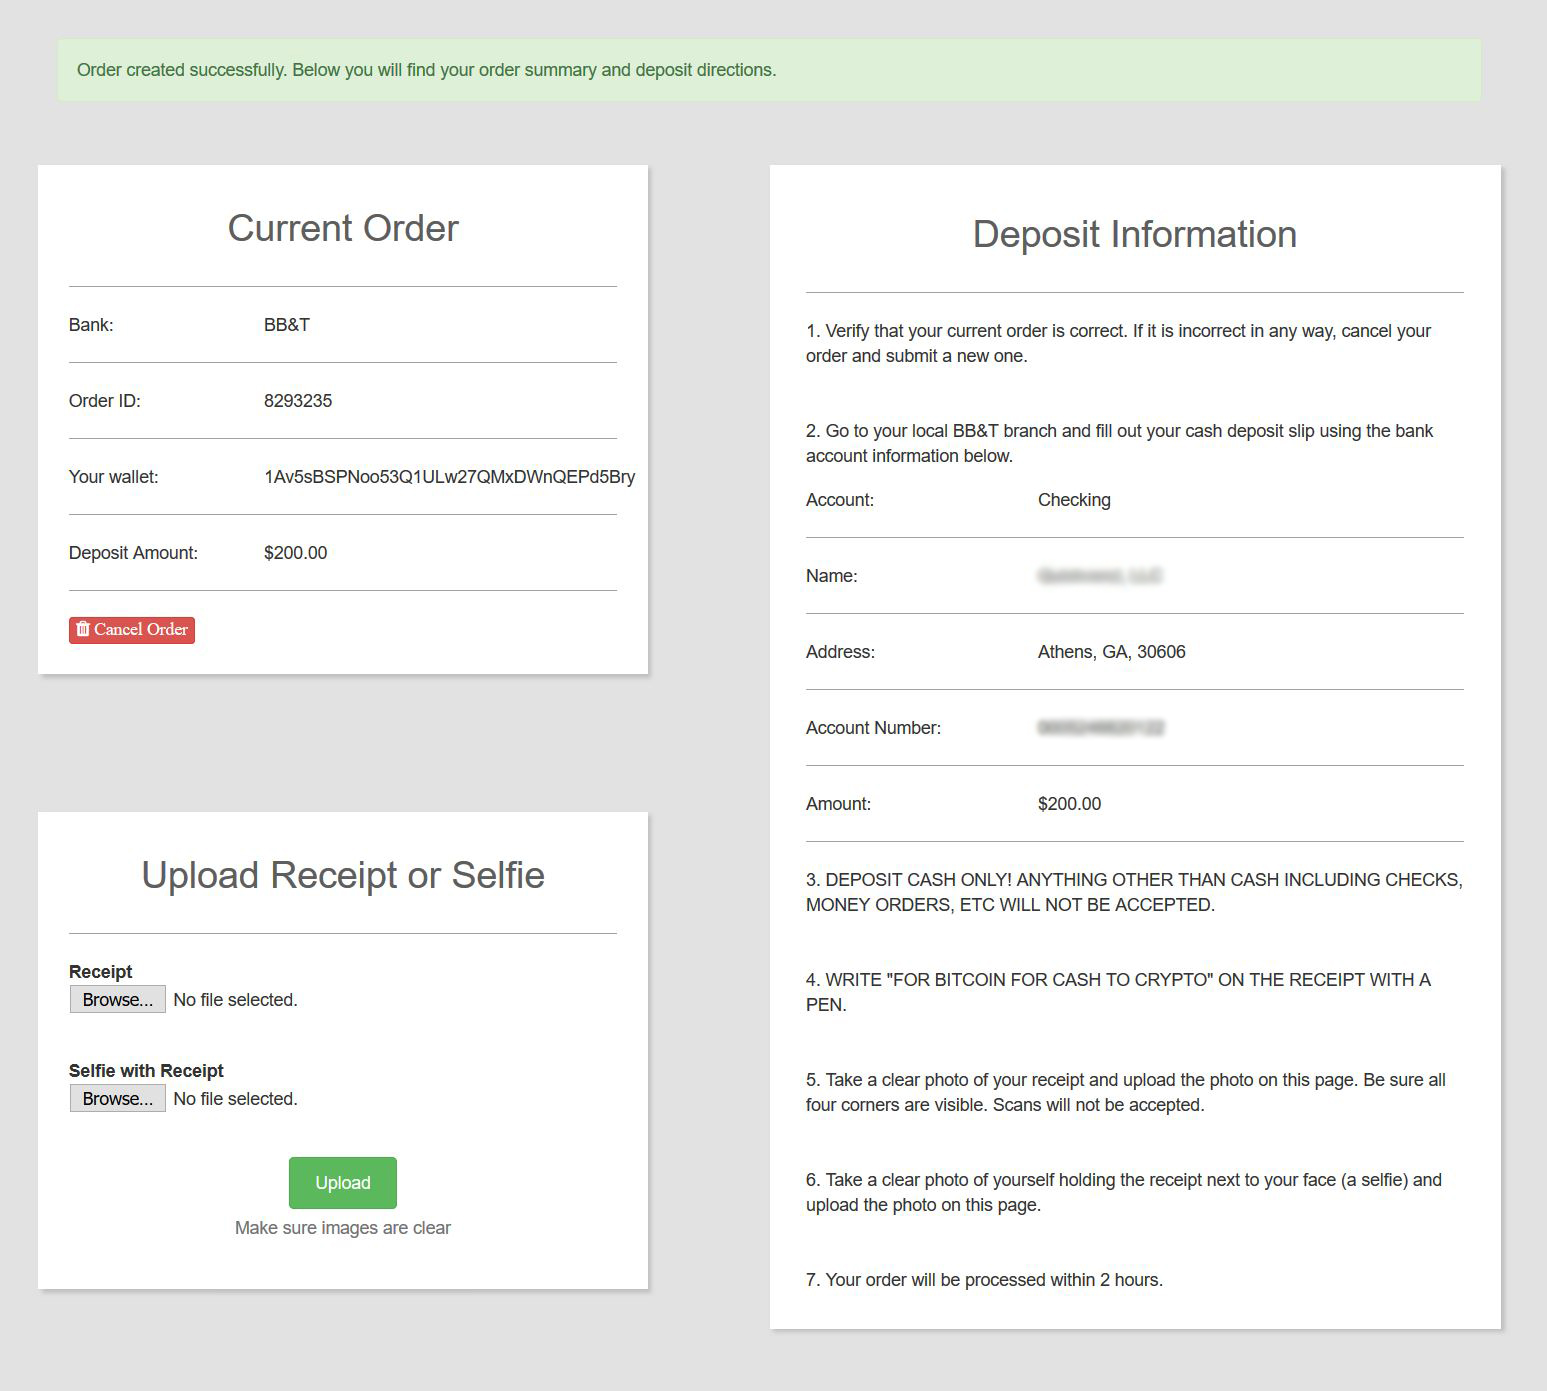 Order created successfully. Below you will find your order summary and deposit directions.
Current Order
Bank: BB&T
Order ID: 8293235
Your wallet: 1Av5sBSPNoo53Q1ULw27QMxDWnQEPd5Bry
Deposit Amount: $200.00
Cancel Order
Upload Receipt or Selfie
Receipt
Browse... No file selected.
Selfie with Receipt
Browse... No file selected.
Upload
Make sure images are clear
Deposit Information
1. Verify that your current order is correct. If it is incorrect in any way, cancel your
order and submit a new one.
2. Go to your local BB&T branch and fill out your cash deposit slip using the bank
account information below.
Account: Checking
Name:
Address: Athens, GA, 30606
Account Number:
Amount: $200.00
3. DEPOSIT CASH ONLY! ANYTHING OTHER THAN CASH INCLUDING CHECKS,
MONEY ORDERS, ETC WILL NOT BE ACCEPTED.
4. WRITE "FOR BITCOIN FOR CASH TO CRYPTO" ON THE RECEIPT WITH A
PEN.
5. Take a clear photo of your receipt and upload the photo on this page. Be sure all
four corners are visible. Scans will not be accepted.
6. Take a clear photo of yourself holding the receipt next to your face (a selfie) and
upload the photo on this page.
7. Your order will be processed within 2 hours.